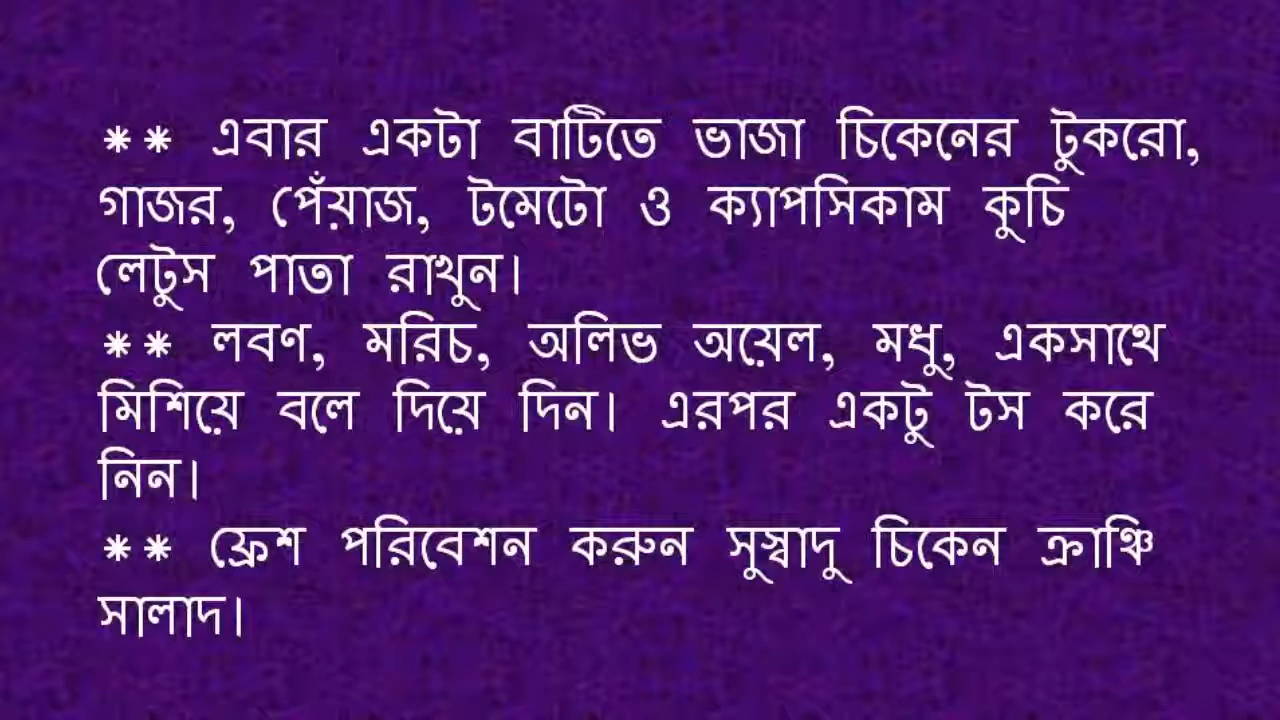 ** এবার একটা বাটিতে ভাজা চিকেনের টুকরো,
গাজর, পেঁয়াজ, টমেটো ও ক্যাপসিকাম কুচি
লেটুস পাতা রাখুন।
** লবণ, মরিচ, অলিভ অয়েল, মধু, একসাথে
মিশিয়ে বলে দিয়ে দিন। এরপর একটু টস করে
নিন।
** ফ্রেশ পরিবেশন করুন সুস্বাদু চিকেন ক্রাঞ্চি
সালাদ।